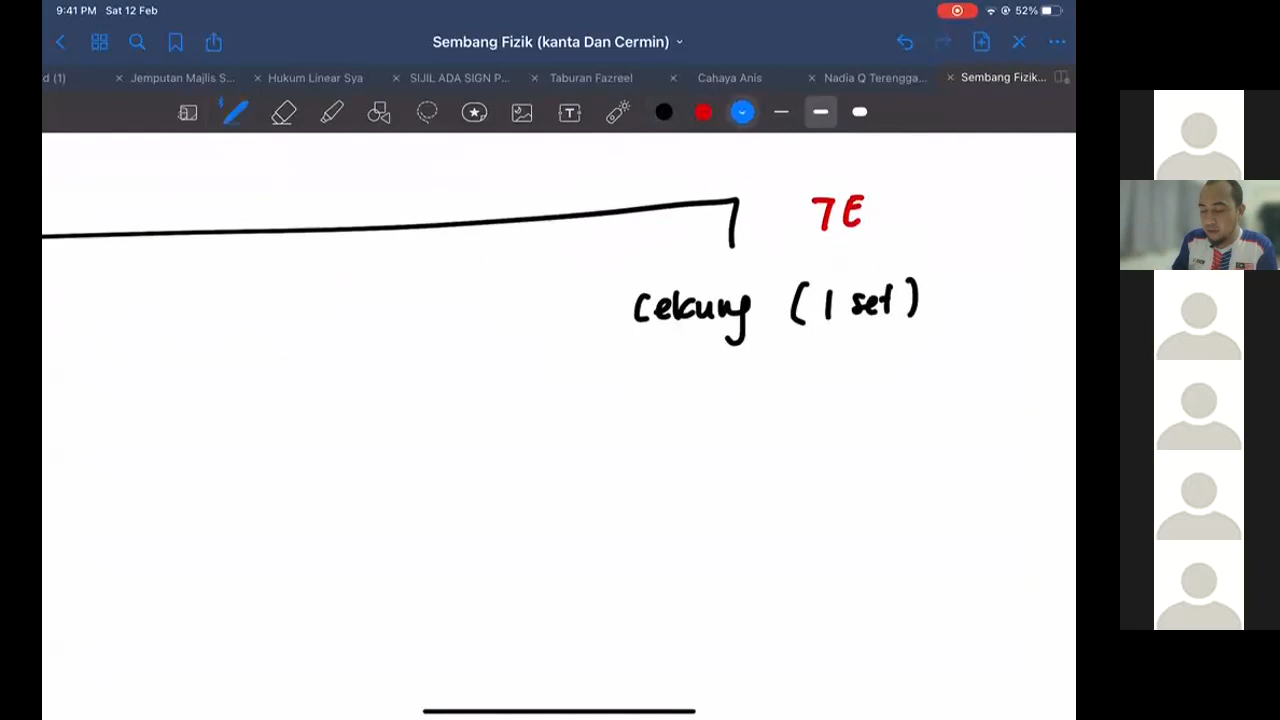 9:41 PM Sat 12 Feb
52%
Sembang Fizik (kanta Dan Cermin)
d (1)
Jemputan Majlis S...
Hukum Linear Sya
SIJIL ADA SIGN P...
Taburan Fazreel
Cahaya Anis
Nadia Q Terengga...
Sembang Fizik...
T
7E
Cekung (1 set)